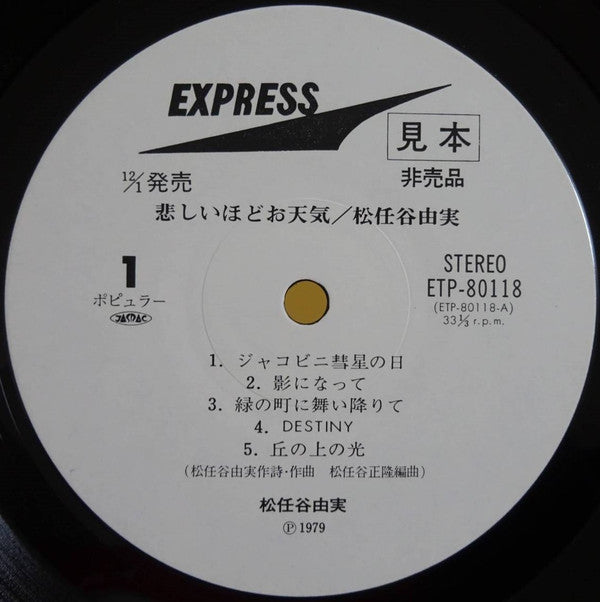 EXPRESS
見本
非売品
12/1発売
悲しいほどお天気/松任谷由実
1
ポピュラー
JASRAC
STEREO
ETP-80118
(ETP-80118-A)
33⅓ r.p.m.
1. ジャコビニ彗星の日
2. 影になって
3. 緑の町に舞い降りて
4. DESTINY
5. 丘の上の光
(松任谷由実作詩・作曲 松任谷正隆編曲)
松任谷由実
Ⓟ 1979